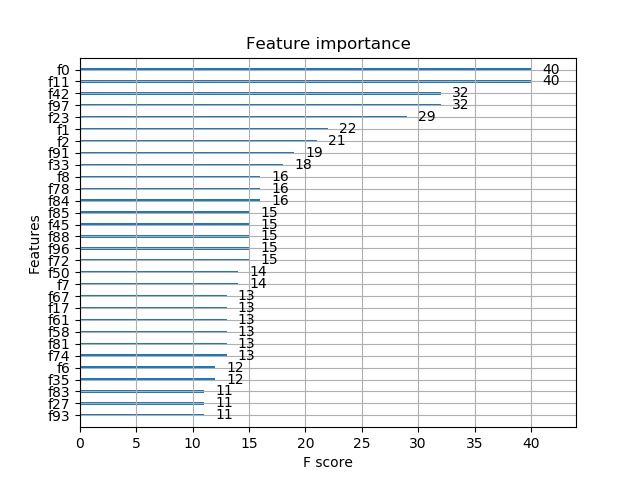 Feature importance
f0 40
f11 40
f42 32
f97 32
f23 29
f1 22
f2 21
f91 19
f33 18
f8 16
f78 16
f84 16
f85 15
f45 15
f88 15
f96 15
f72 15
f50 14
f7 14
f67 13
f17 13
f61 13
f58 13
f81 13
f74 13
f6 12
f35 12
f83 11
f27 11
f93 11
Features
0 5 10 15 20 25 30 35 40
F score